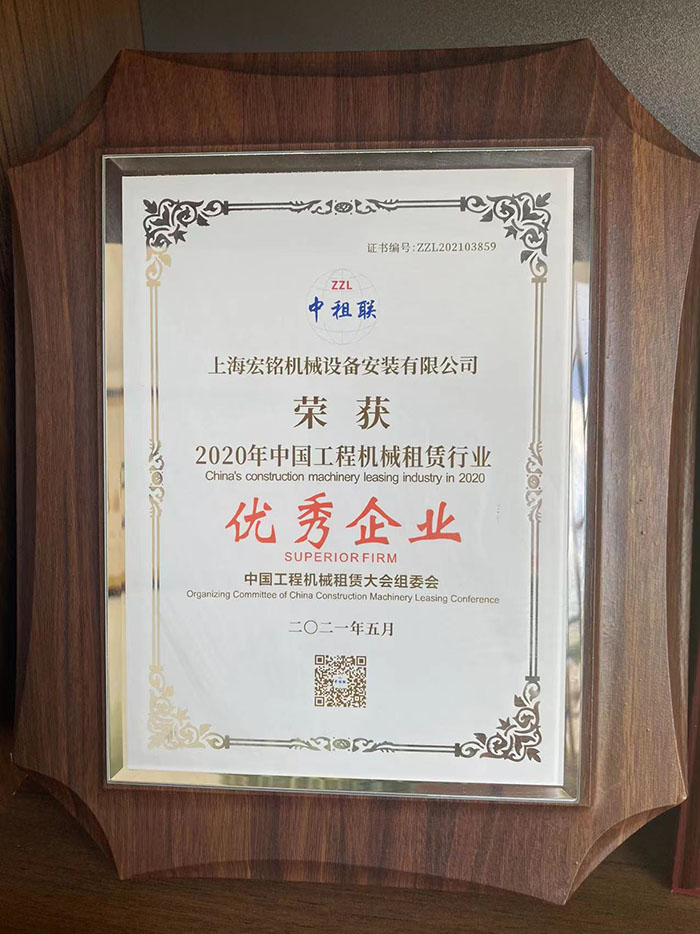 证书编号:ZZL202103859
ZZL
中租联
上海宏铭机械设备安装有限公司
荣获
2020年中国工程机械租赁行业
China's construction machinery leasing industry in 2020
优秀企业
SUPERIOR FIRM
中国工程机械租赁大会组委会
Organizing Committee of China Construction Machinery Leasing Conference
二〇二一年五月